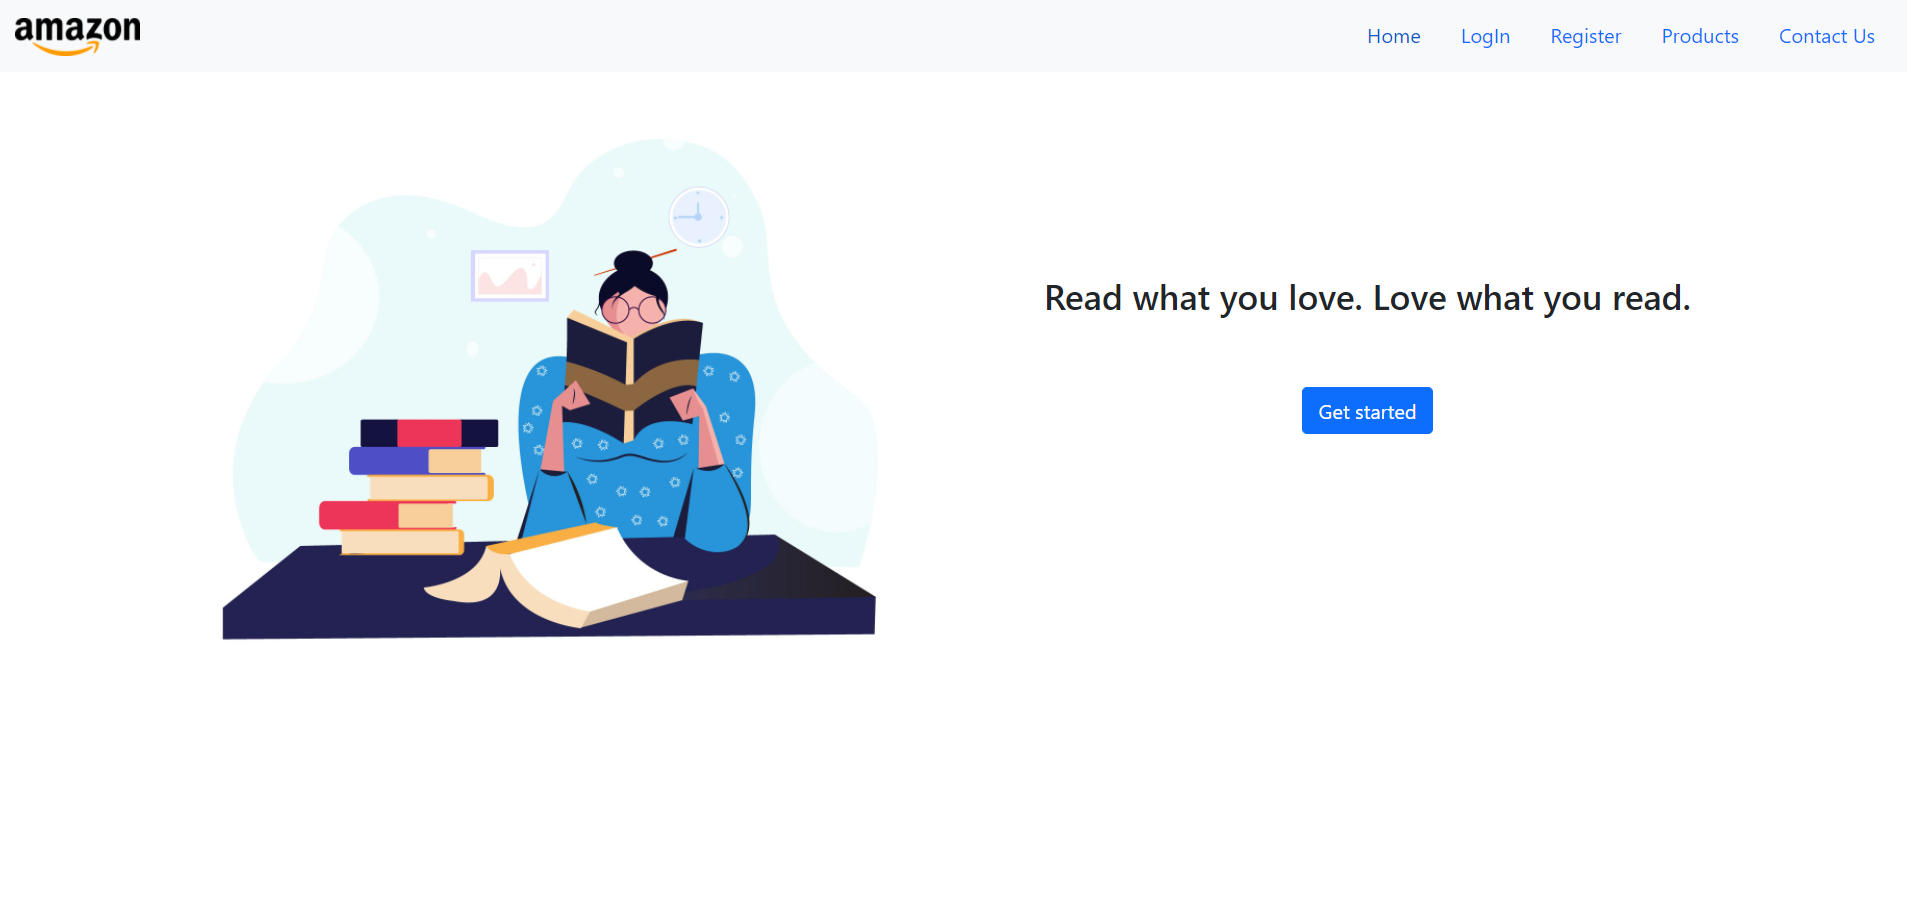 amazon
Home LogIn Register Products Contact Us
Read what you love. Love what you read.
Get started